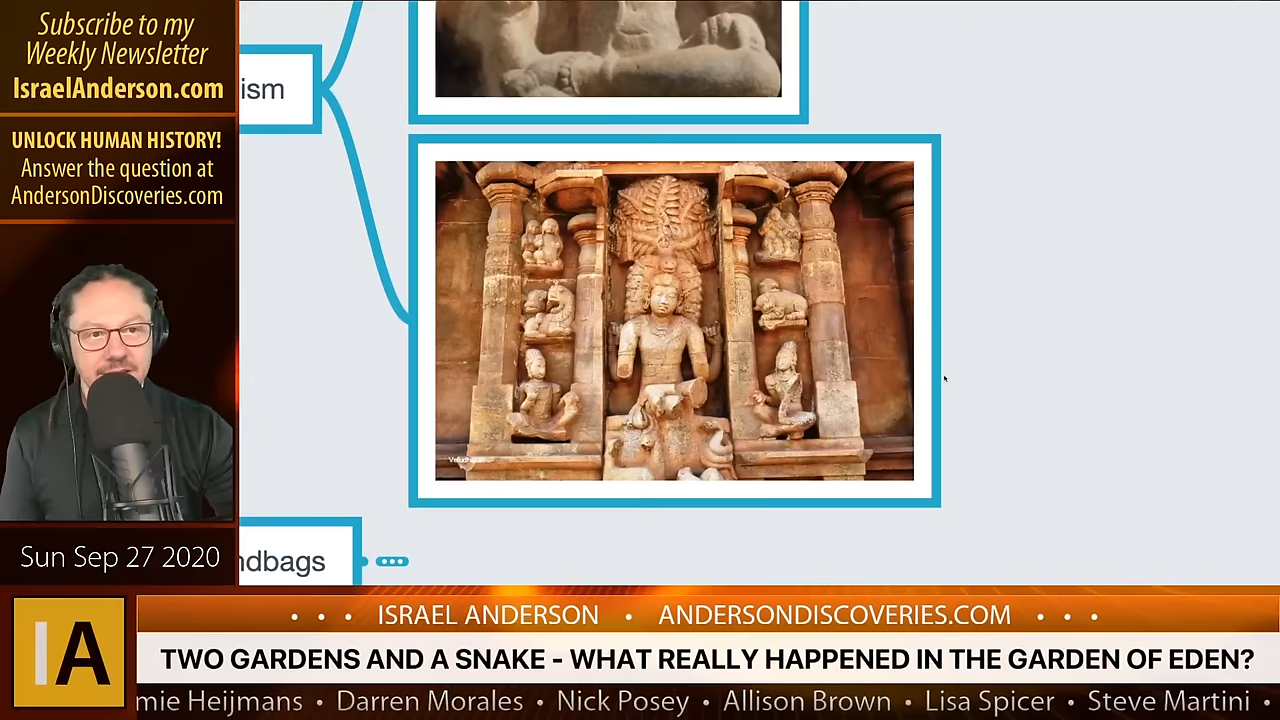 Subscribe to my
Weekly Newsletter
IsraelAnderson.com
UNLOCK HUMAN HISTORY!
Answer the question at
AndersonDiscoveries.com
ism
ndbags
Sun Sep 27 2020
IA
• • • ISRAEL ANDERSON • ANDERSONDISCOVERIES.COM • • •
TWO GARDENS AND A SNAKE - WHAT REALLY HAPPENED IN THE GARDEN OF EDEN?
mie Heijmans • Darren Morales • Nick Posey • Allison Brown • Lisa Spicer • Steve Martini •